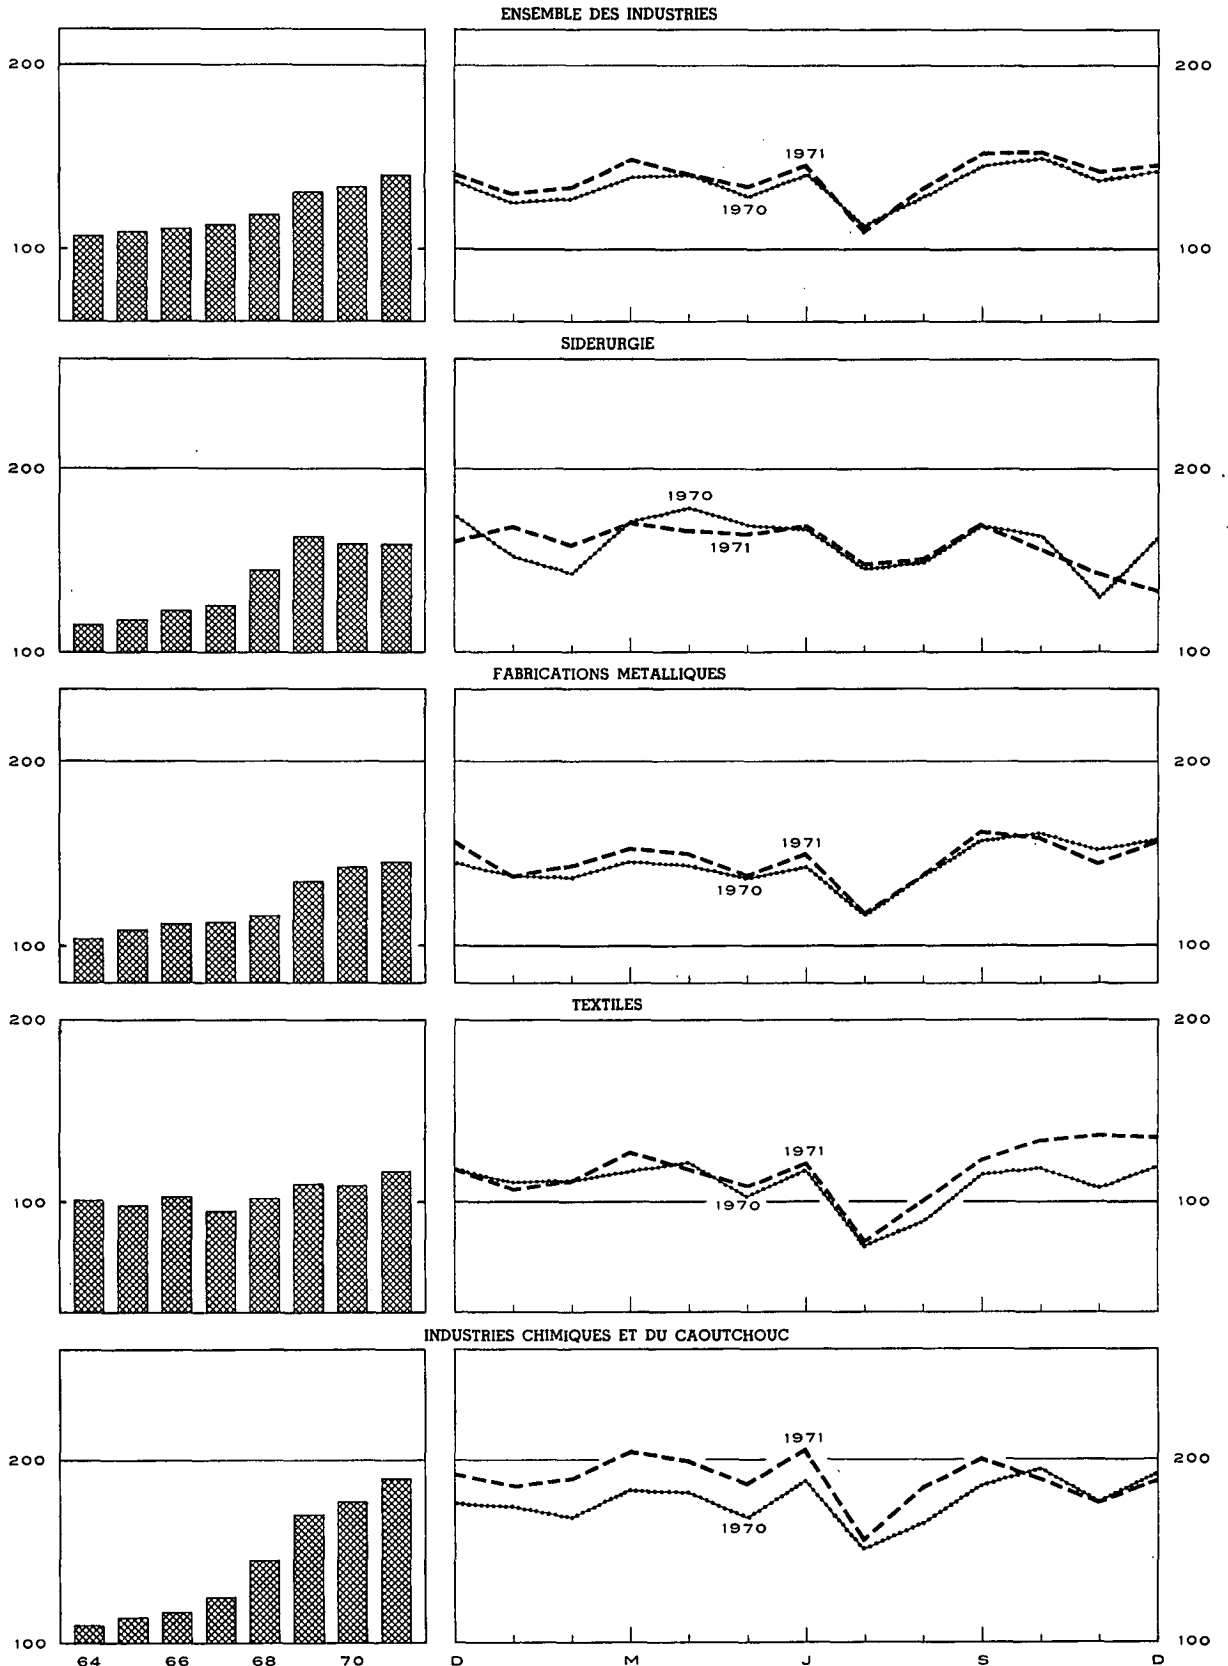 ENSEMBLE DES INDUSTRIES
200 200
1971
1970
100 100
SIDERURGIE
200 200
1970
1971
100 100
FABRICATIONS METALLIQUES
200 200
1971
1970
100 100
TEXTILES
200 200
1971
100 1970 100
INDUSTRIES CHIMIQUES ET DU CAOUTCHOUC
1971
200 200
1970
100 100
64 66 68 70 D M J S D